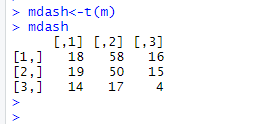 > mdash<-t(m)
> mdash
     [,1] [,2] [,3]
[1,]   18   58   16
[2,]   19   50   15
[3,]   14   17    4
>
>